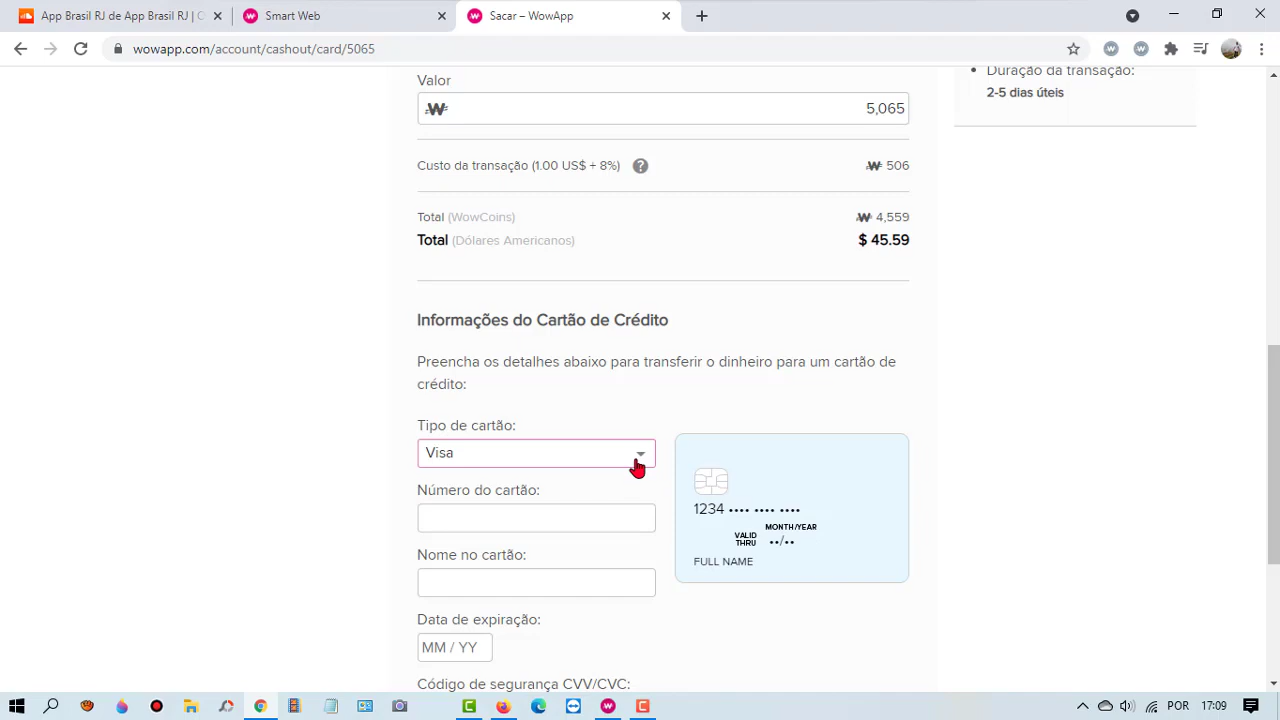 App Brasil RJ de App Brasil RJ | C
Smart Web
Sacar – WowApp
wowapp.com/account/cashout/card/5065
Duração da transação:
2-5 dias úteis
Valor
5,065
Custo da transação (1.00 US$ + 8%) ?
506
Total (WowCoins)
4,559
Total (Dólares Americanos)
$ 45.59
Informações do Cartão de Crédito
Preencha os detalhes abaixo para transferir o dinheiro para um cartão de
crédito:
Tipo de cartão:
Visa
Número do cartão:
1234 •••• •••• ••••
MONTH/YEAR
VALID
THRU
••/••
FULL NAME
Nome no cartão:
Data de expiração:
MM / YY
Código de segurança CVV/CVC:
POR
17:09